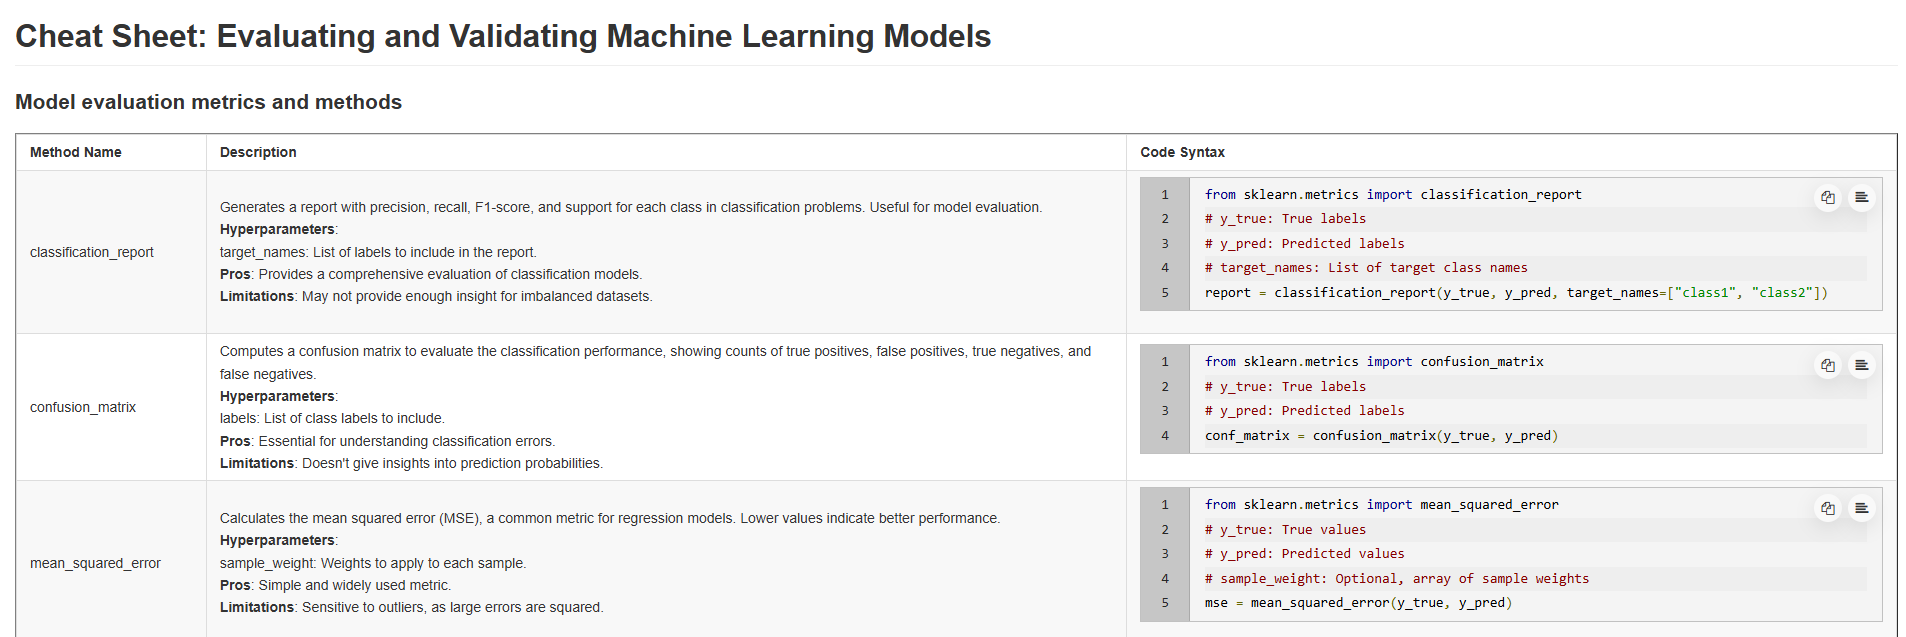 Cheat Sheet: Evaluating and Validating Machine Learning Models
Model evaluation metrics and methods
Method Name
Description
Code Syntax
classification_report
Generates a report with precision, recall, F1-score, and support for each class in classification problems. Useful for model evaluation.
Hyperparameters:
target_names: List of labels to include in the report.
Pros: Provides a comprehensive evaluation of classification models.
Limitations: May not provide enough insight for imbalanced datasets.
1 from sklearn.metrics import classification_report
2 # y_true: True labels
3 # y_pred: Predicted labels
4 # target_names: List of target class names
5 report = classification_report(y_true, y_pred, target_names=["class1", "class2"])
confusion_matrix
Computes a confusion matrix to evaluate the classification performance, showing counts of true positives, false positives, true negatives, and
false negatives.
Hyperparameters:
labels: List of class labels to include.
Pros: Essential for understanding classification errors.
Limitations: Doesn't give insights into prediction probabilities.
1 from sklearn.metrics import confusion_matrix
2 # y_true: True labels
3 # y_pred: Predicted labels
4 conf_matrix = confusion_matrix(y_true, y_pred)
mean_squared_error
Calculates the mean squared error (MSE), a common metric for regression models. Lower values indicate better performance.
Hyperparameters:
sample_weight: Weights to apply to each sample.
Pros: Simple and widely used metric.
Limitations: Sensitive to outliers, as large errors are squared.
1 from sklearn.metrics import mean_squared_error
2 # y_true: True values
3 # y_pred: Predicted values
4 # sample_weight: Optional, array of sample weights
5 mse = mean_squared_error(y_true, y_pred)